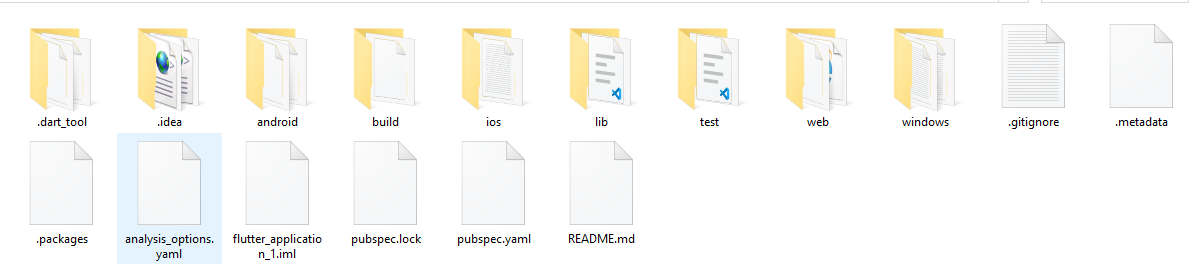 .dart_tool
.idea
android
build
ios
lib
test
web
windows
.gitignore
.metadata
.packages
analysis_options.
yaml
flutter_applicatio
n_1.iml
pubspec.lock
pubspec.yaml
README.md